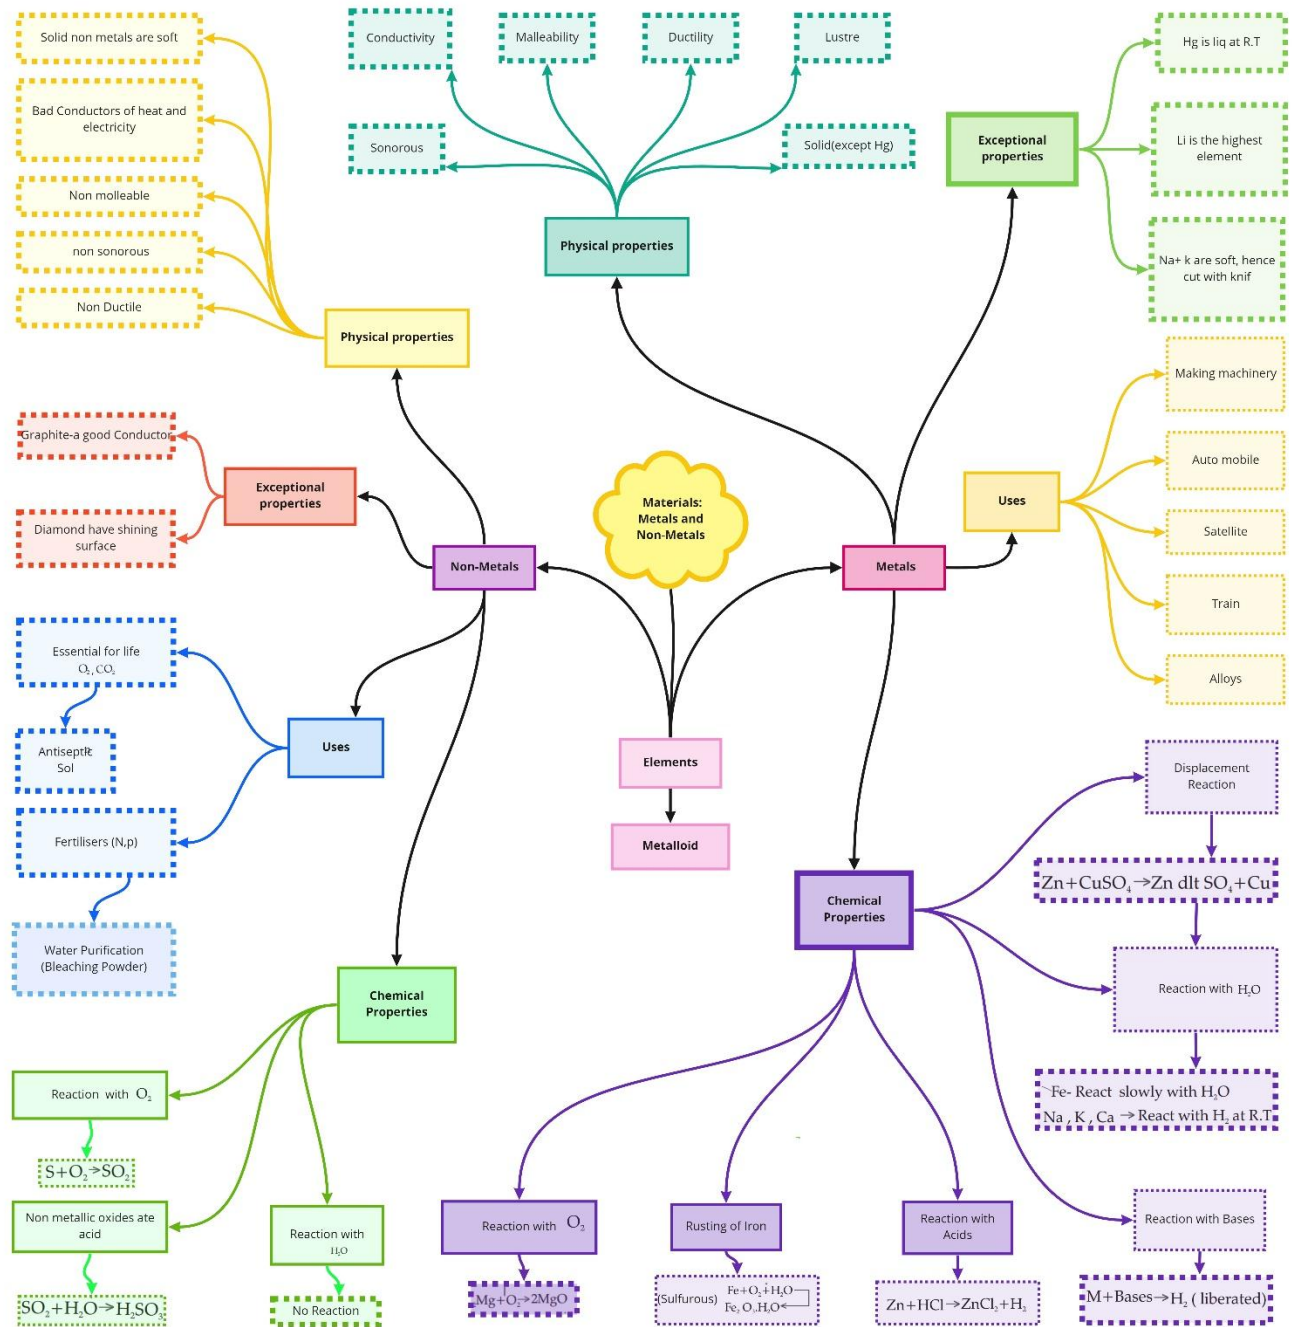 Solid non metals are soft
Bad Conductors of heat and
electricity
Non molleable
non sonorous
Non Ductile
Physical properties
Conductivity
Malleability
Ductility
Lustre
Sonorous
Solid(except Hg)
Physical properties
Exceptional
properties
Hg is liq at R.T
Li is the highest
element
Na+ k are soft, hence
cut with knif
Graphite-a good Conductor
Diamond have shining
surface
Exceptional
properties
Materials:
Metals and
Non-Metals
Non-Metals
Metals
Uses
Making machinery
Auto mobile
Satellite
Train
Alloys
Essential for life
O₂, CO₂
Antiseptic
Sol
Fertilisers (N,p)
Water Purification
(Bleaching Powder)
Uses
Elements
Metalloid
Chemical
Properties
Displacement
Reaction
Zn+CuSO₄→Zn dlt SO₄+Cu
Reaction with H₂O
Fe- React slowly with H₂O
Na , K , Ca → React with H₂ at R.T
Chemical
Properties
Reaction with O₂
S+O₂→SO₂
Non metallic oxides ate
acid
SO₂+H₂O→H₂SO₃
Reaction with
H₂O
No Reaction
Reaction with O₂
Mg+O₂→2MgO
Rusting of Iron
(Sulfurous)
Fe+O₂+H₂O
Fe₂ O₃.H₂O
Reaction with
Acids
Zn+HCl→ZnCl₂+H₂
Reaction with Bases
M+Bases→H₂ ( liberated)